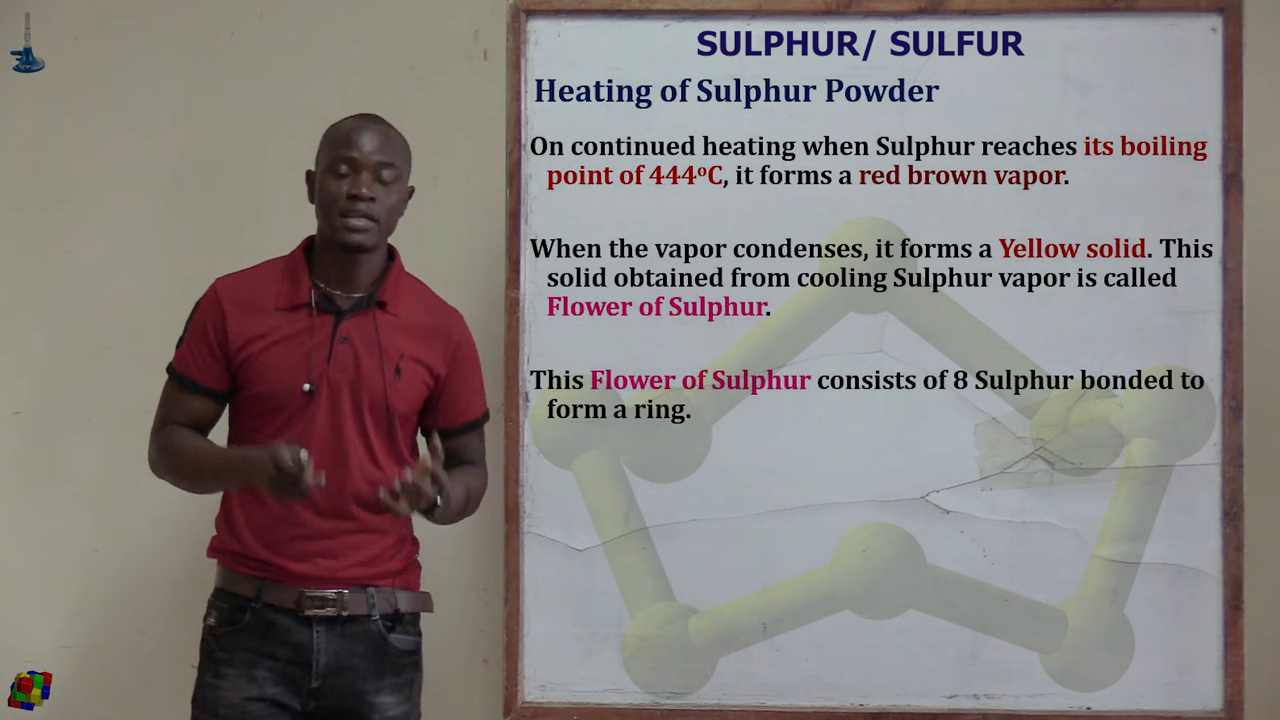 SULPHUR/ SULFUR
Heating of Sulphur Powder
On continued heating when Sulphur reaches its boiling
point of 444ºC, it forms a red brown vapor.
When the vapor condenses, it forms a Yellow solid. This
solid obtained from cooling Sulphur vapor is called
Flower of Sulphur.
This Flower of Sulphur consists of 8 Sulphur bonded to
form a ring.